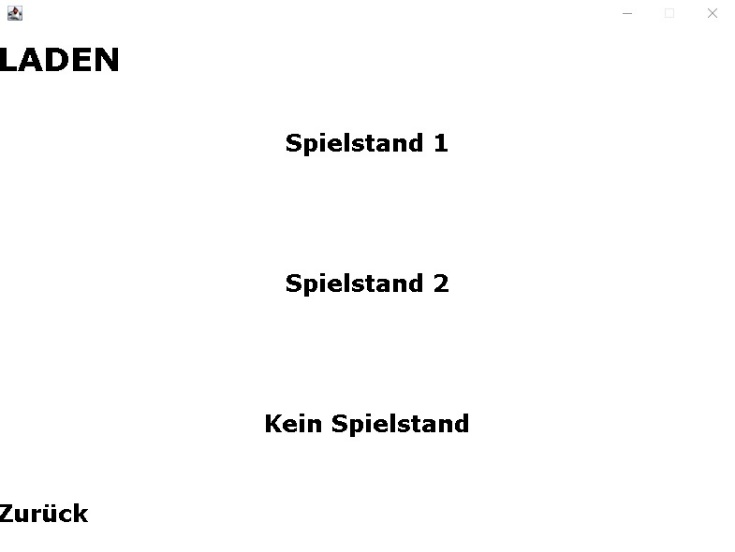 LADEN
Spielstand 1
Spielstand 2
Kein Spielstand
Zurück